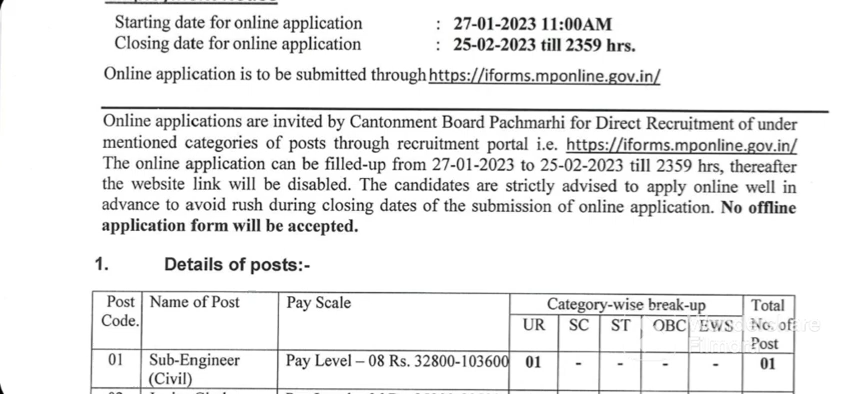 Starting date for online application : 27-01-2023 11:00AM
Closing date for online application : 25-02-2023 till 2359 hrs.
Online application is to be submitted through https://iforms.mponline.gov.in/
Online applications are invited by Cantonment Board Pachmarhi for Direct Recruitment of under
mentioned categories of posts through recruitment portal i.e. https://iforms.mponline.gov.in/
The online application can be filled-up from 27-01-2023 to 25-02-2023 till 2359 hrs, thereafter
the website link will be disabled. The candidates are strictly advised to apply online well in
advance to avoid rush during closing dates of the submission of online application. No offline
application form will be accepted.
1. Details of posts:-
Post Name of Post Pay Scale Category-wise break-up Total
Code. UR SC ST OBC EWS No. of
Post
01 Sub-Engineer Pay Level – 08 Rs. 32800-103600 01 - - - - 01
(Civil)